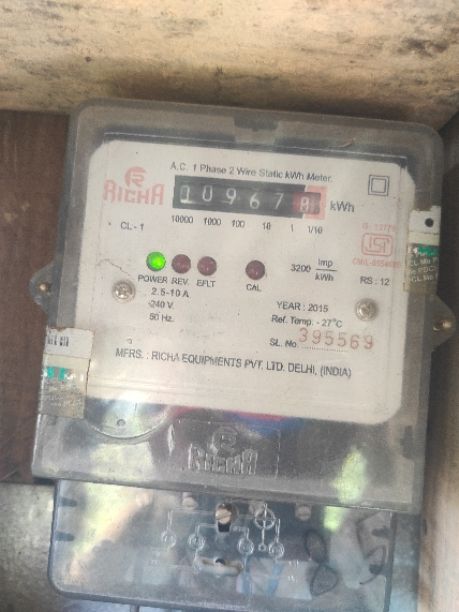 A.C. 1 Phase 2 Wire Static kWh Meter.
RICHA
10967 kWh
CL-1
10000 1000 100 10 1 1/10
POWER REV. EFLT CAL
3200 Imp/kWh
RS: 12
2.5-10 A
240 V.
50 Hz.
YEAR: 2015
Ref. Temp. - 27°C
SL. No. 395569
MFRS. : RICHA EQUIPMENTS PVT. LTD. DELHI, (INDIA)
RICHA